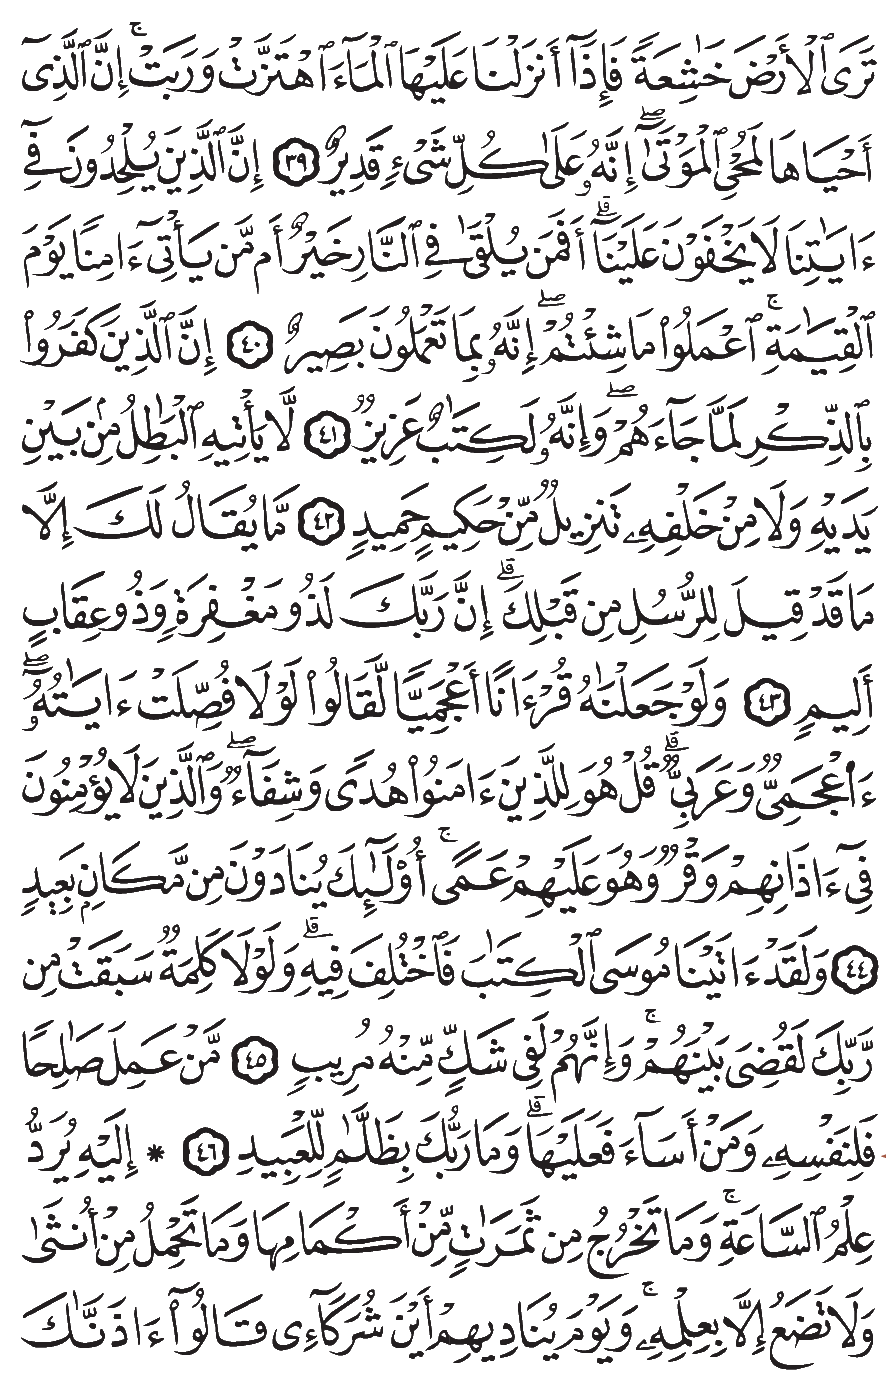 تَرَى ٱلْأَرْضَ خَـٰشِعَةً فَإِذَآ أَنزَلْنَا عَلَيْهَا ٱلْمَآءَ ٱهْتَزَّتْ وَرَبَتْ ۚ إِنَّ ٱلَّذِىٓ
أَحْيَاهَا لَمُحْىِ ٱلْمَوْتَىٰٓ ۖ إِنَّهُۥ عَلَىٰ كُلِّ شَىْءٍ قَدِيرٌ ٣٩ إِنَّ ٱلَّذِينَ يُلْحِدُونَ فِىٓ
ءَايَـٰتِنَا لَا يَخْفَوْنَ عَلَيْنَآ ۗ أَفَمَن يُلْقَىٰ فِى ٱلنَّارِ خَيْرٌ أَم مَّن يَأْتِىٓ ءَامِنًا يَوْمَ
ٱلْقِيَـٰمَةِ ۚ ٱعْمَلُوا۟ مَا شِئْتُمْ ۖ إِنَّهُۥ بِمَا تَعْمَلُونَ بَصِيرٌ ٤٠ إِنَّ ٱلَّذِينَ كَفَرُوا۟
بِٱلذِّكْرِ لَمَّا جَآءَهُمْ ۖ وَإِنَّهُۥ لَكِتَـٰبٌ عَزِيزٌ ٤١ لَّا يَأْتِيهِ ٱلْبَـٰطِلُ مِنۢ بَيْنِ
يَدَيْهِ وَلَا مِنْ خَلْفِهِۦ ۖ تَنزِيلٌ مِّنْ حَكِيمٍ حَمِيدٍ ٤٢ مَّا يُقَالُ لَكَ إِلَّا
مَا قَدْ قِيلَ لِلرُّسُلِ مِن قَبْلِكَ ۚ إِنَّ رَبَّكَ لَذُو مَغْفِرَةٍ وَذُو عِقَابٍ
أَلِيمٍ ٤٣ وَلَوْ جَعَلْنَـٰهُ قُرْءَانًا أَعْجَمِيًّا لَّقَالُوا۟ لَوْلَا فُصِّلَتْ ءَايَـٰتُهُۥٓ ۖ
ءَا۬عْجَمِىٌّ وَعَرَبِىٌّ ۗ قُلْ هُوَ لِلَّذِينَ ءَامَنُوا۟ هُدًى وَشِفَآءٌ ۖ وَٱلَّذِينَ لَا يُؤْمِنُونَ
فِىٓ ءَاذَانِهِمْ وَقْرٌ وَهُوَ عَلَيْهِمْ عَمًى ۚ أُو۟لَـٰٓئِكَ يُنَادَوْنَ مِن مَّكَانٍۭ بَعِيدٍ
٤٤ وَلَقَدْ ءَاتَيْنَا مُوسَى ٱلْكِتَـٰبَ فَٱخْتُلِفَ فِيهِ ۗ وَلَوْلَا كَلِمَةٌ سَبَقَتْ مِن
رَّبِّكَ لَقُضِىَ بَيْنَهُمْ ۚ وَإِنَّهُمْ لَفِى شَكٍّ مِّنْهُ مُرِيبٍ ٤٥ مَّنْ عَمِلَ صَـٰلِحًا
فَلِنَفْسِهِۦ وَمَنْ أَسَآءَ فَعَلَيْهَا ۗ وَمَا رَبُّكَ بِظَلَّـٰمٍ لِّلْعَبِيدِ ٤٦ * إِلَيْهِ يُرَدُّ
عِلْمُ ٱلسَّاعَةِ ۚ وَمَا تَخْرُجُ مِن ثَمَرَٰتٍ مِّنْ أَكْمَامِهَا وَمَا تَحْمِلُ مِنْ أُنثَىٰ
وَلَا تَضَعُ إِلَّا بِعِلْمِهِۦ ۚ وَيَوْمَ يُنَادِيهِمْ أَيْنَ شُرَكَآءِى قَالُوٓا۟ ءَاذَنَّـٰكَ